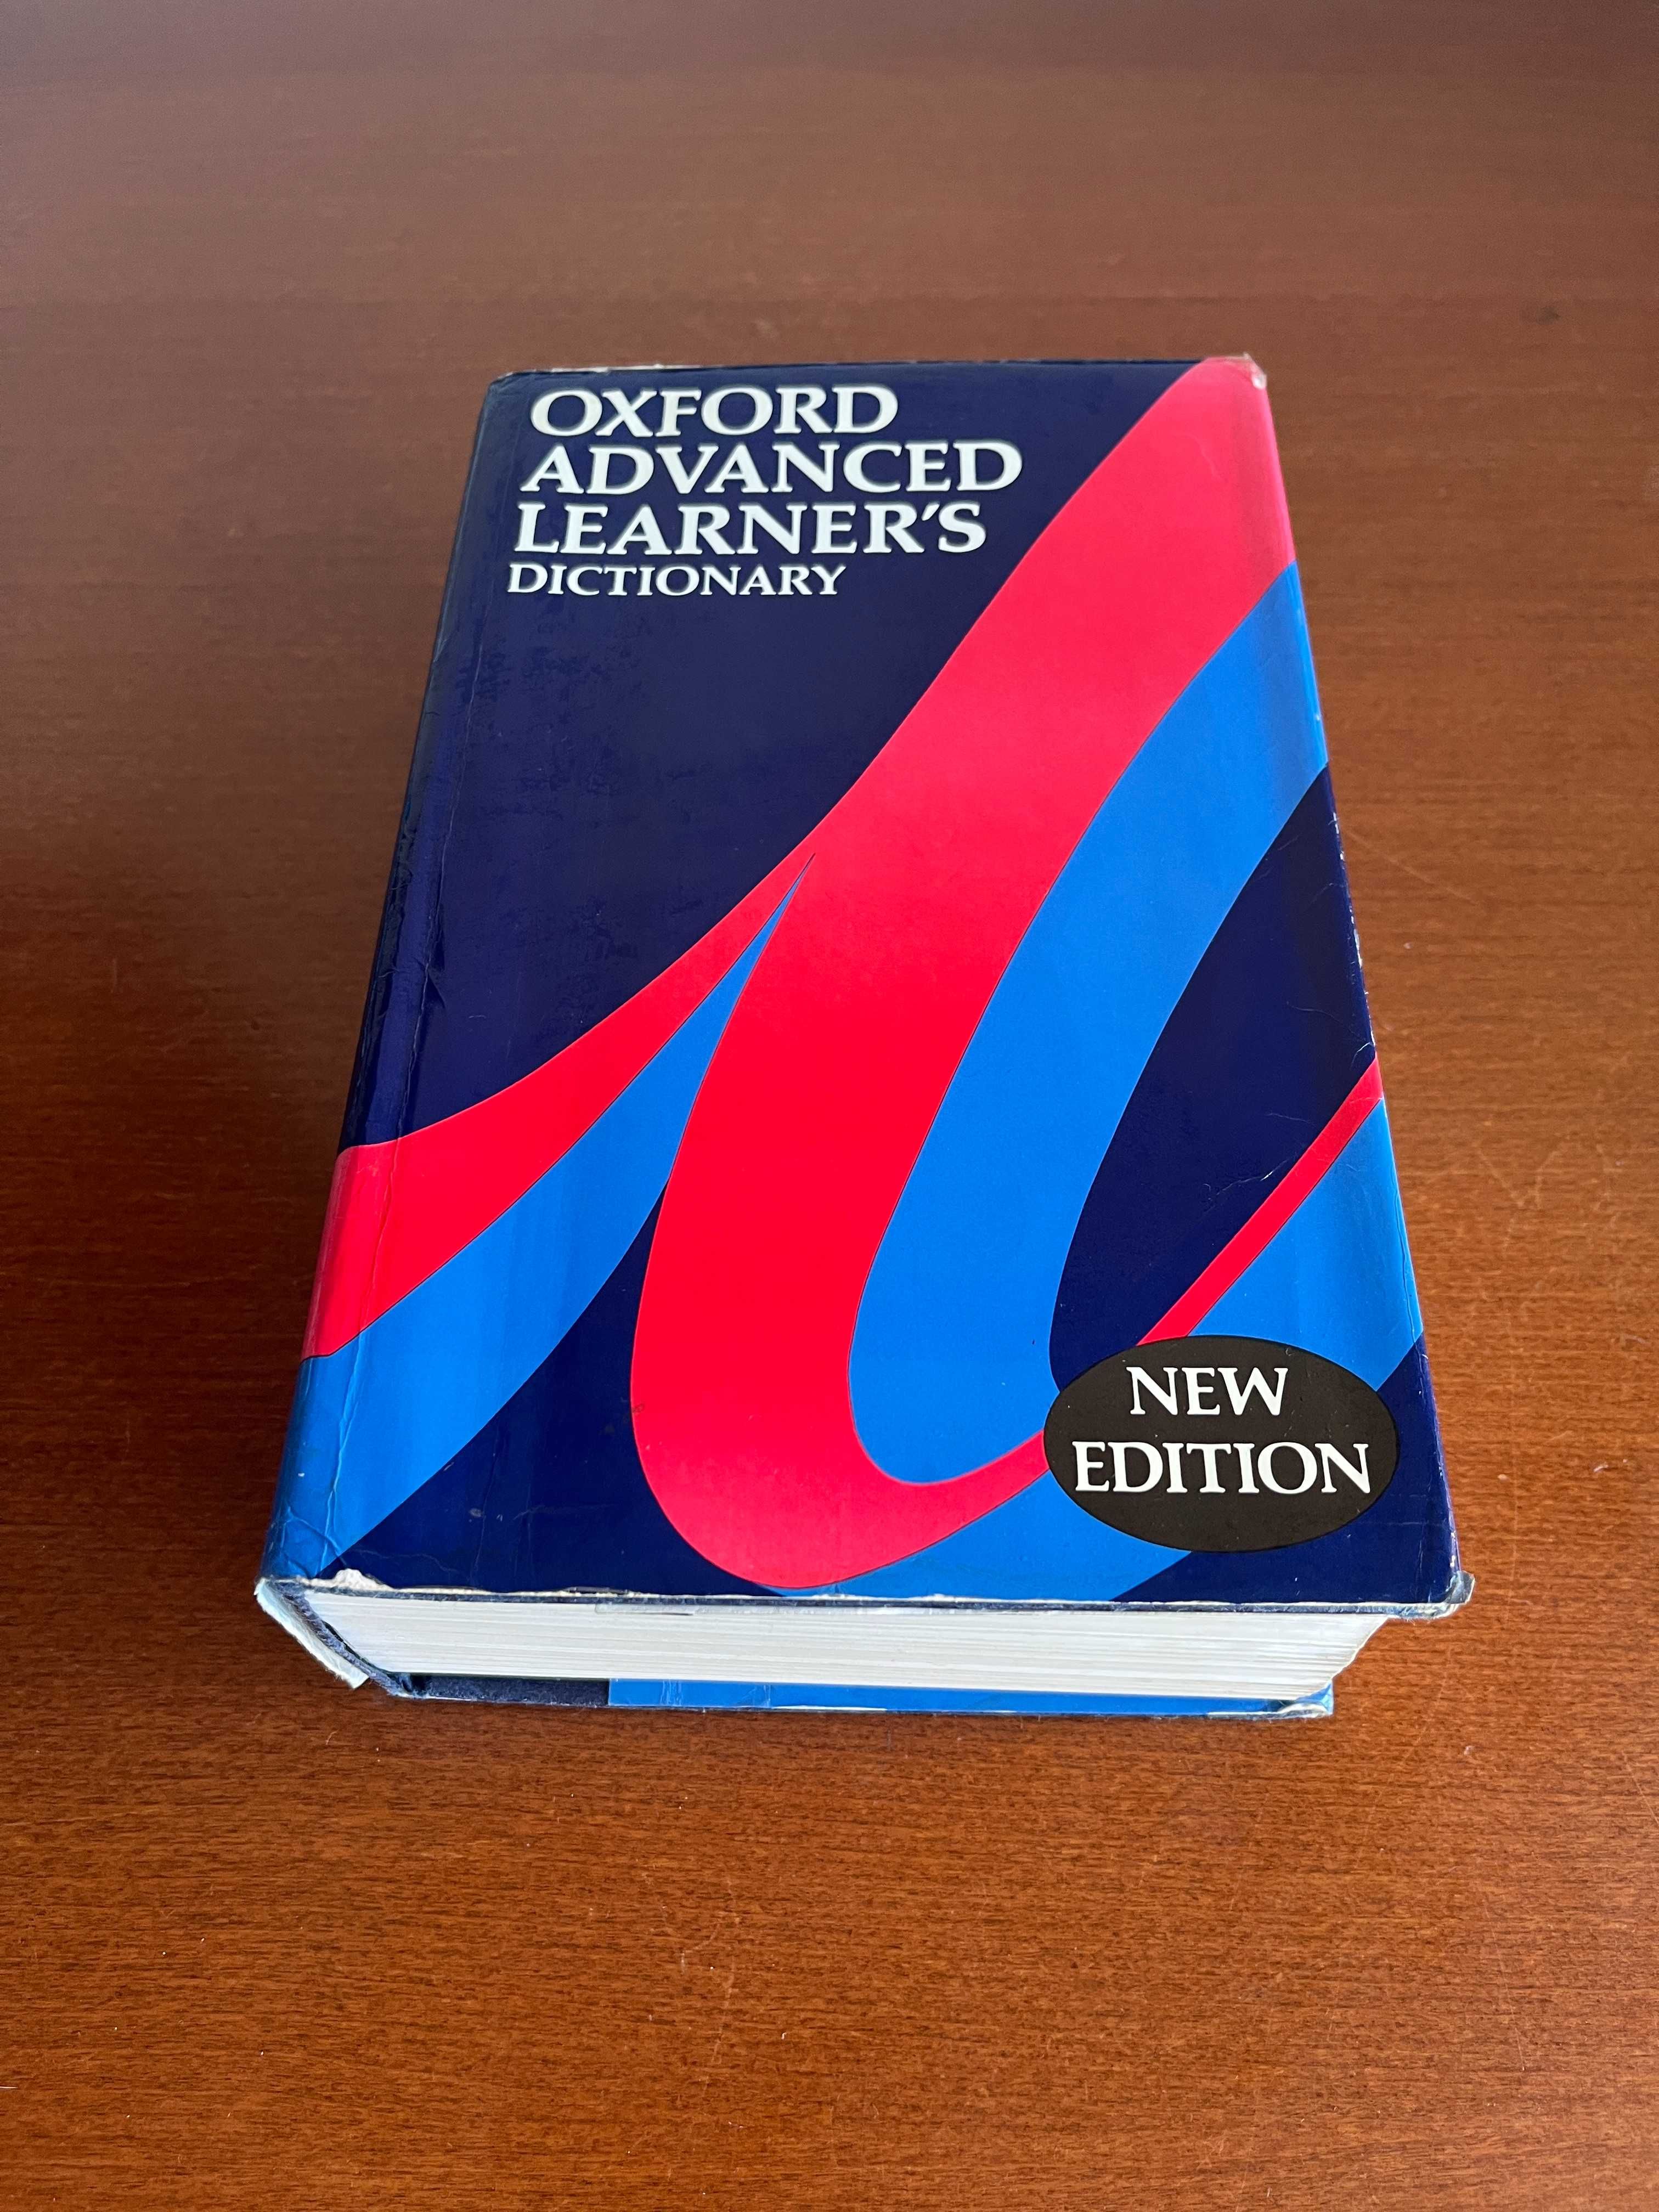 OXFORD
ADVANCED
LEARNER'S
DICTIONARY
NEW
EDITION